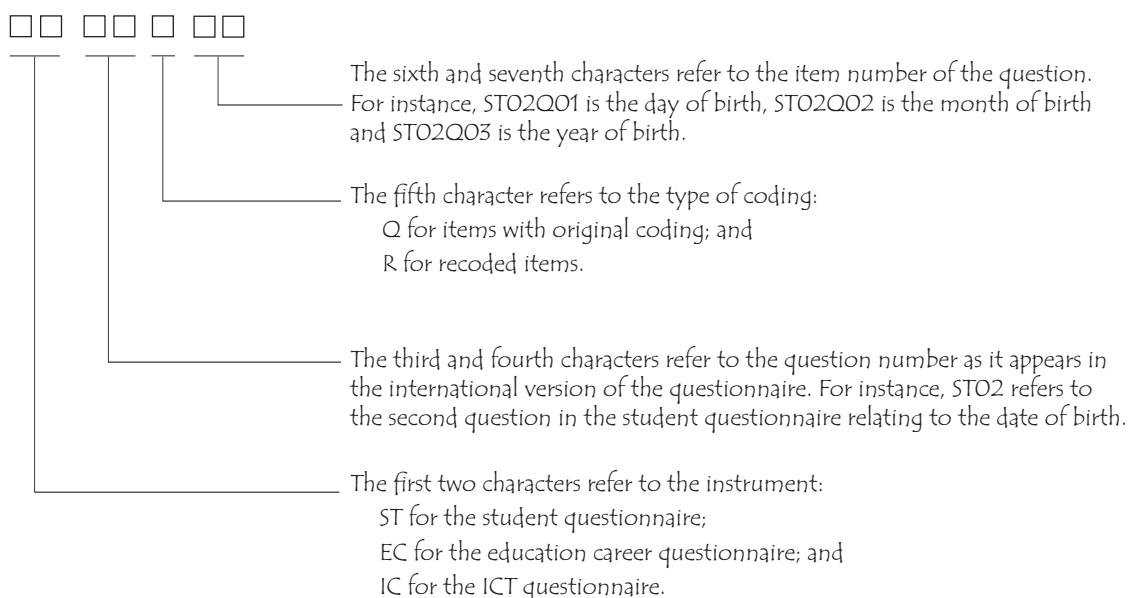 The sixth and seventh characters refer to the item number of the question.
For instance, ST02Q01 is the day of birth, ST02Q02 is the month of birth
and ST02Q03 is the year of birth.
The fifth character refers to the type of coding:
Q for items with original coding; and
R for recoded items.
The third and fourth characters refer to the question number as it appears in
the international version of the questionnaire. For instance, ST02 refers to
the second question in the student questionnaire relating to the date of birth.
The first two characters refer to the instrument:
ST for the student questionnaire;
EC for the education career questionnaire; and
IC for the ICT questionnaire.